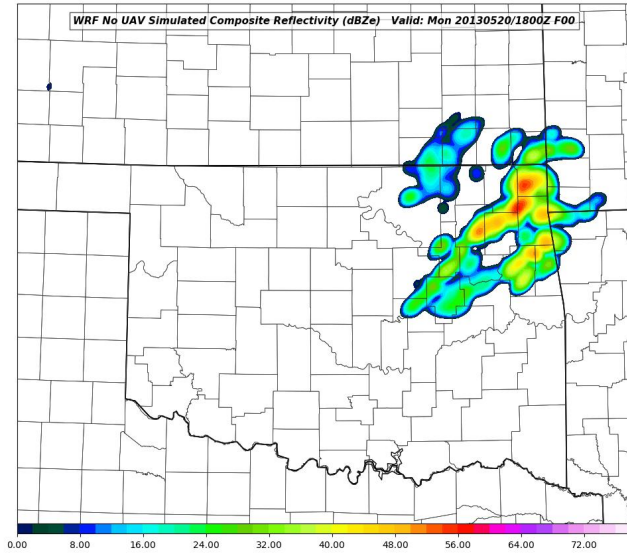 WRF No UAV Simulated Composite Reflectivity (dBZe) Valid: Mon 20130520/1800Z F00
0.00 8.00 16.00 24.00 32.00 40.00 48.00 56.00 64.00 72.00